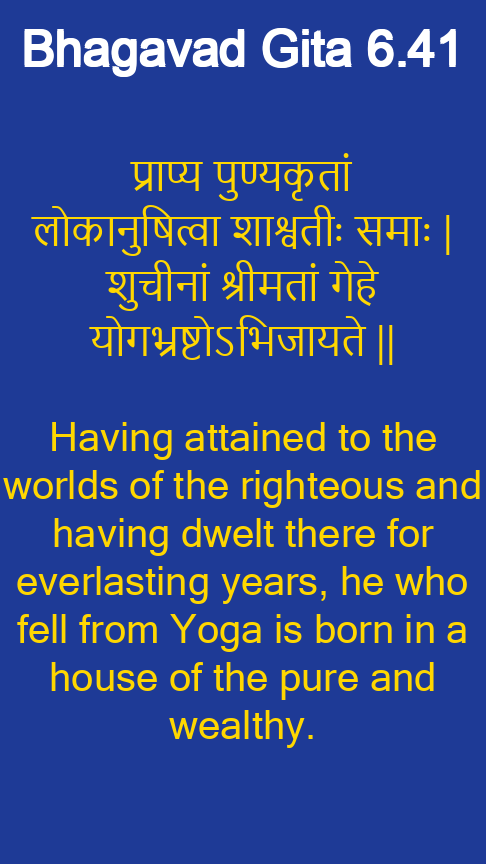 Bhagavad Gita 6.41
प्राप्य पुण्यकृतां
लोकानुषित्वा शाश्वतीः समाः |
शुचीनां श्रीमतां गेहे
योगभ्रष्टोऽभिजायते ||
Having attained to the
worlds of the righteous and
having dwelt there for
everlasting years, he who
fell from Yoga is born in a
house of the pure and
wealthy.